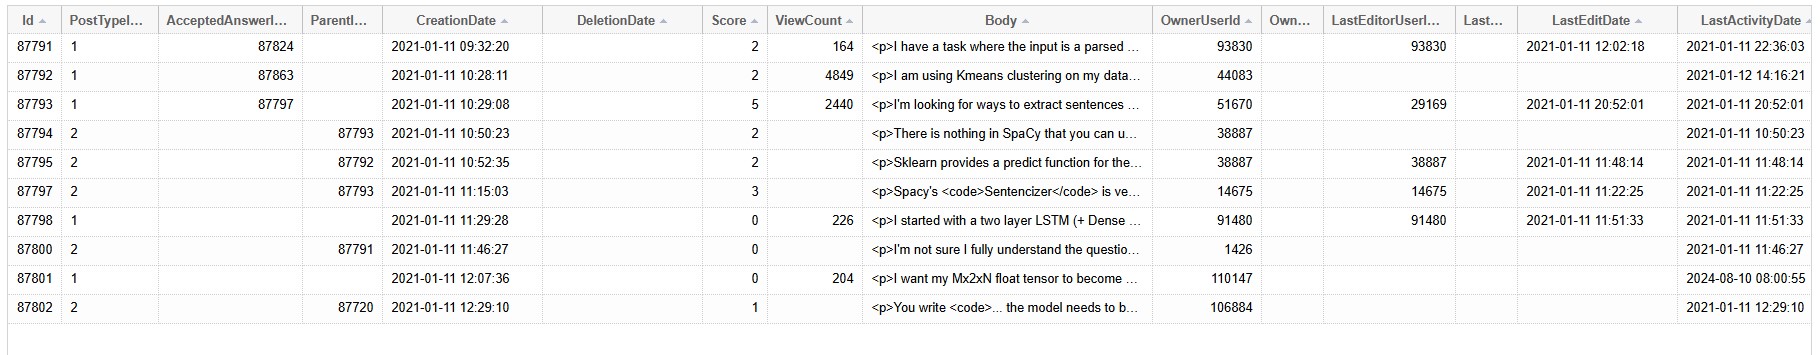 Id PostTypeI... AcceptedAnswerI... ParentI... CreationDate DeletionDate Score ViewCount Body OwnerUserId Own... LastEditorUserI... Last... LastEditDate LastActivityDate
87791 1 87824 2021-01-11 09:32:20 2 164 <p>I have a task where the input is a parsed ... 93830 93830 2021-01-11 12:02:18 2021-01-11 22:36:03
87792 1 87863 2021-01-11 10:28:11 2 4849 <p>I am using Kmeans clustering on my data... 44083 2021-01-12 14:16:21
87793 1 87797 2021-01-11 10:29:08 5 2440 <p>I'm looking for ways to extract sentences ... 51670 29169 2021-01-11 20:52:01 2021-01-11 20:52:01
87794 2 87793 2021-01-11 10:50:23 2 <p>There is nothing in SpaCy that you can u... 38887 2021-01-11 10:50:23
87795 2 87792 2021-01-11 10:52:35 2 <p>Sklearn provides a predict function for the... 38887 38887 2021-01-11 11:48:14 2021-01-11 11:48:14
87797 2 87793 2021-01-11 11:15:03 3 <p>Spacy's <code>Sentencizer</code> is ve... 14675 14675 2021-01-11 11:22:25 2021-01-11 11:22:25
87798 1 2021-01-11 11:29:28 0 226 <p>I started with a two layer LSTM (+ Dense ... 91480 91480 2021-01-11 11:51:33 2021-01-11 11:51:33
87800 2 87791 2021-01-11 11:46:27 0 <p>I'm not sure I fully understand the questio... 1426 2021-01-11 11:46:27
87801 1 2021-01-11 12:07:36 0 204 <p>I want my Mx2xN float tensor to become ... 110147 2024-08-10 08:00:55
87802 2 87720 2021-01-11 12:29:10 1 <p>You write <code>... the model needs to b... 106884 2021-01-11 12:29:10